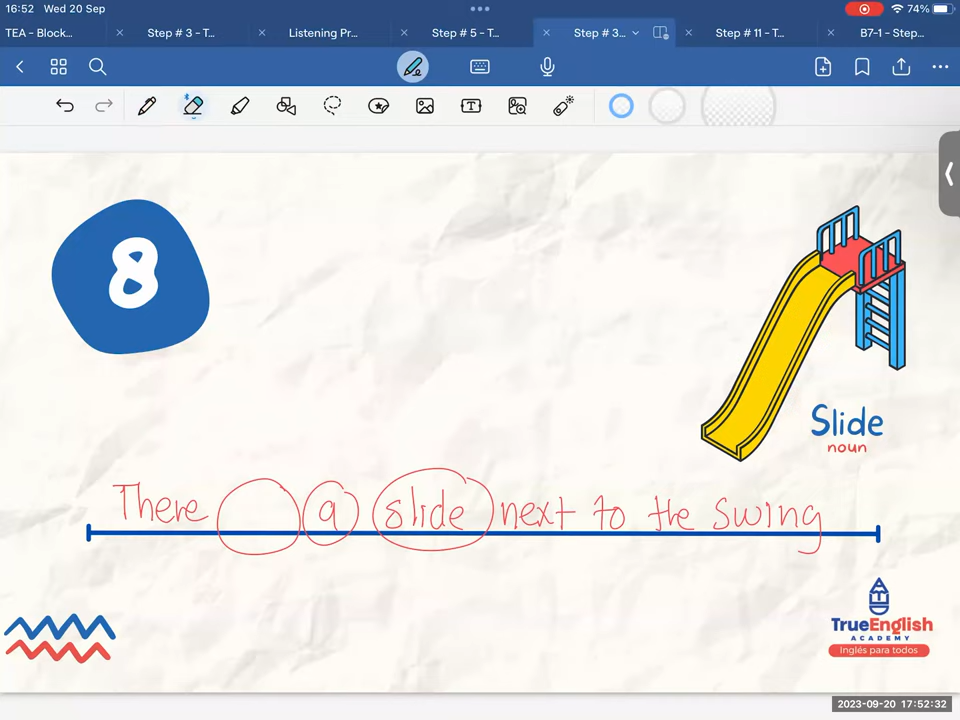 16:52 Wed 20 Sep
74%
TEA - Block...
Step # 3 - T...
Listening Pr...
Step # 5 - T...
Step # 3...
Step # 11 - T...
B7-1 - Step...
8
Slide
noun
There a slide next to the swing
TrueEnglish
ACADEMY
Inglés para todos
2023-09-20 17:52:32